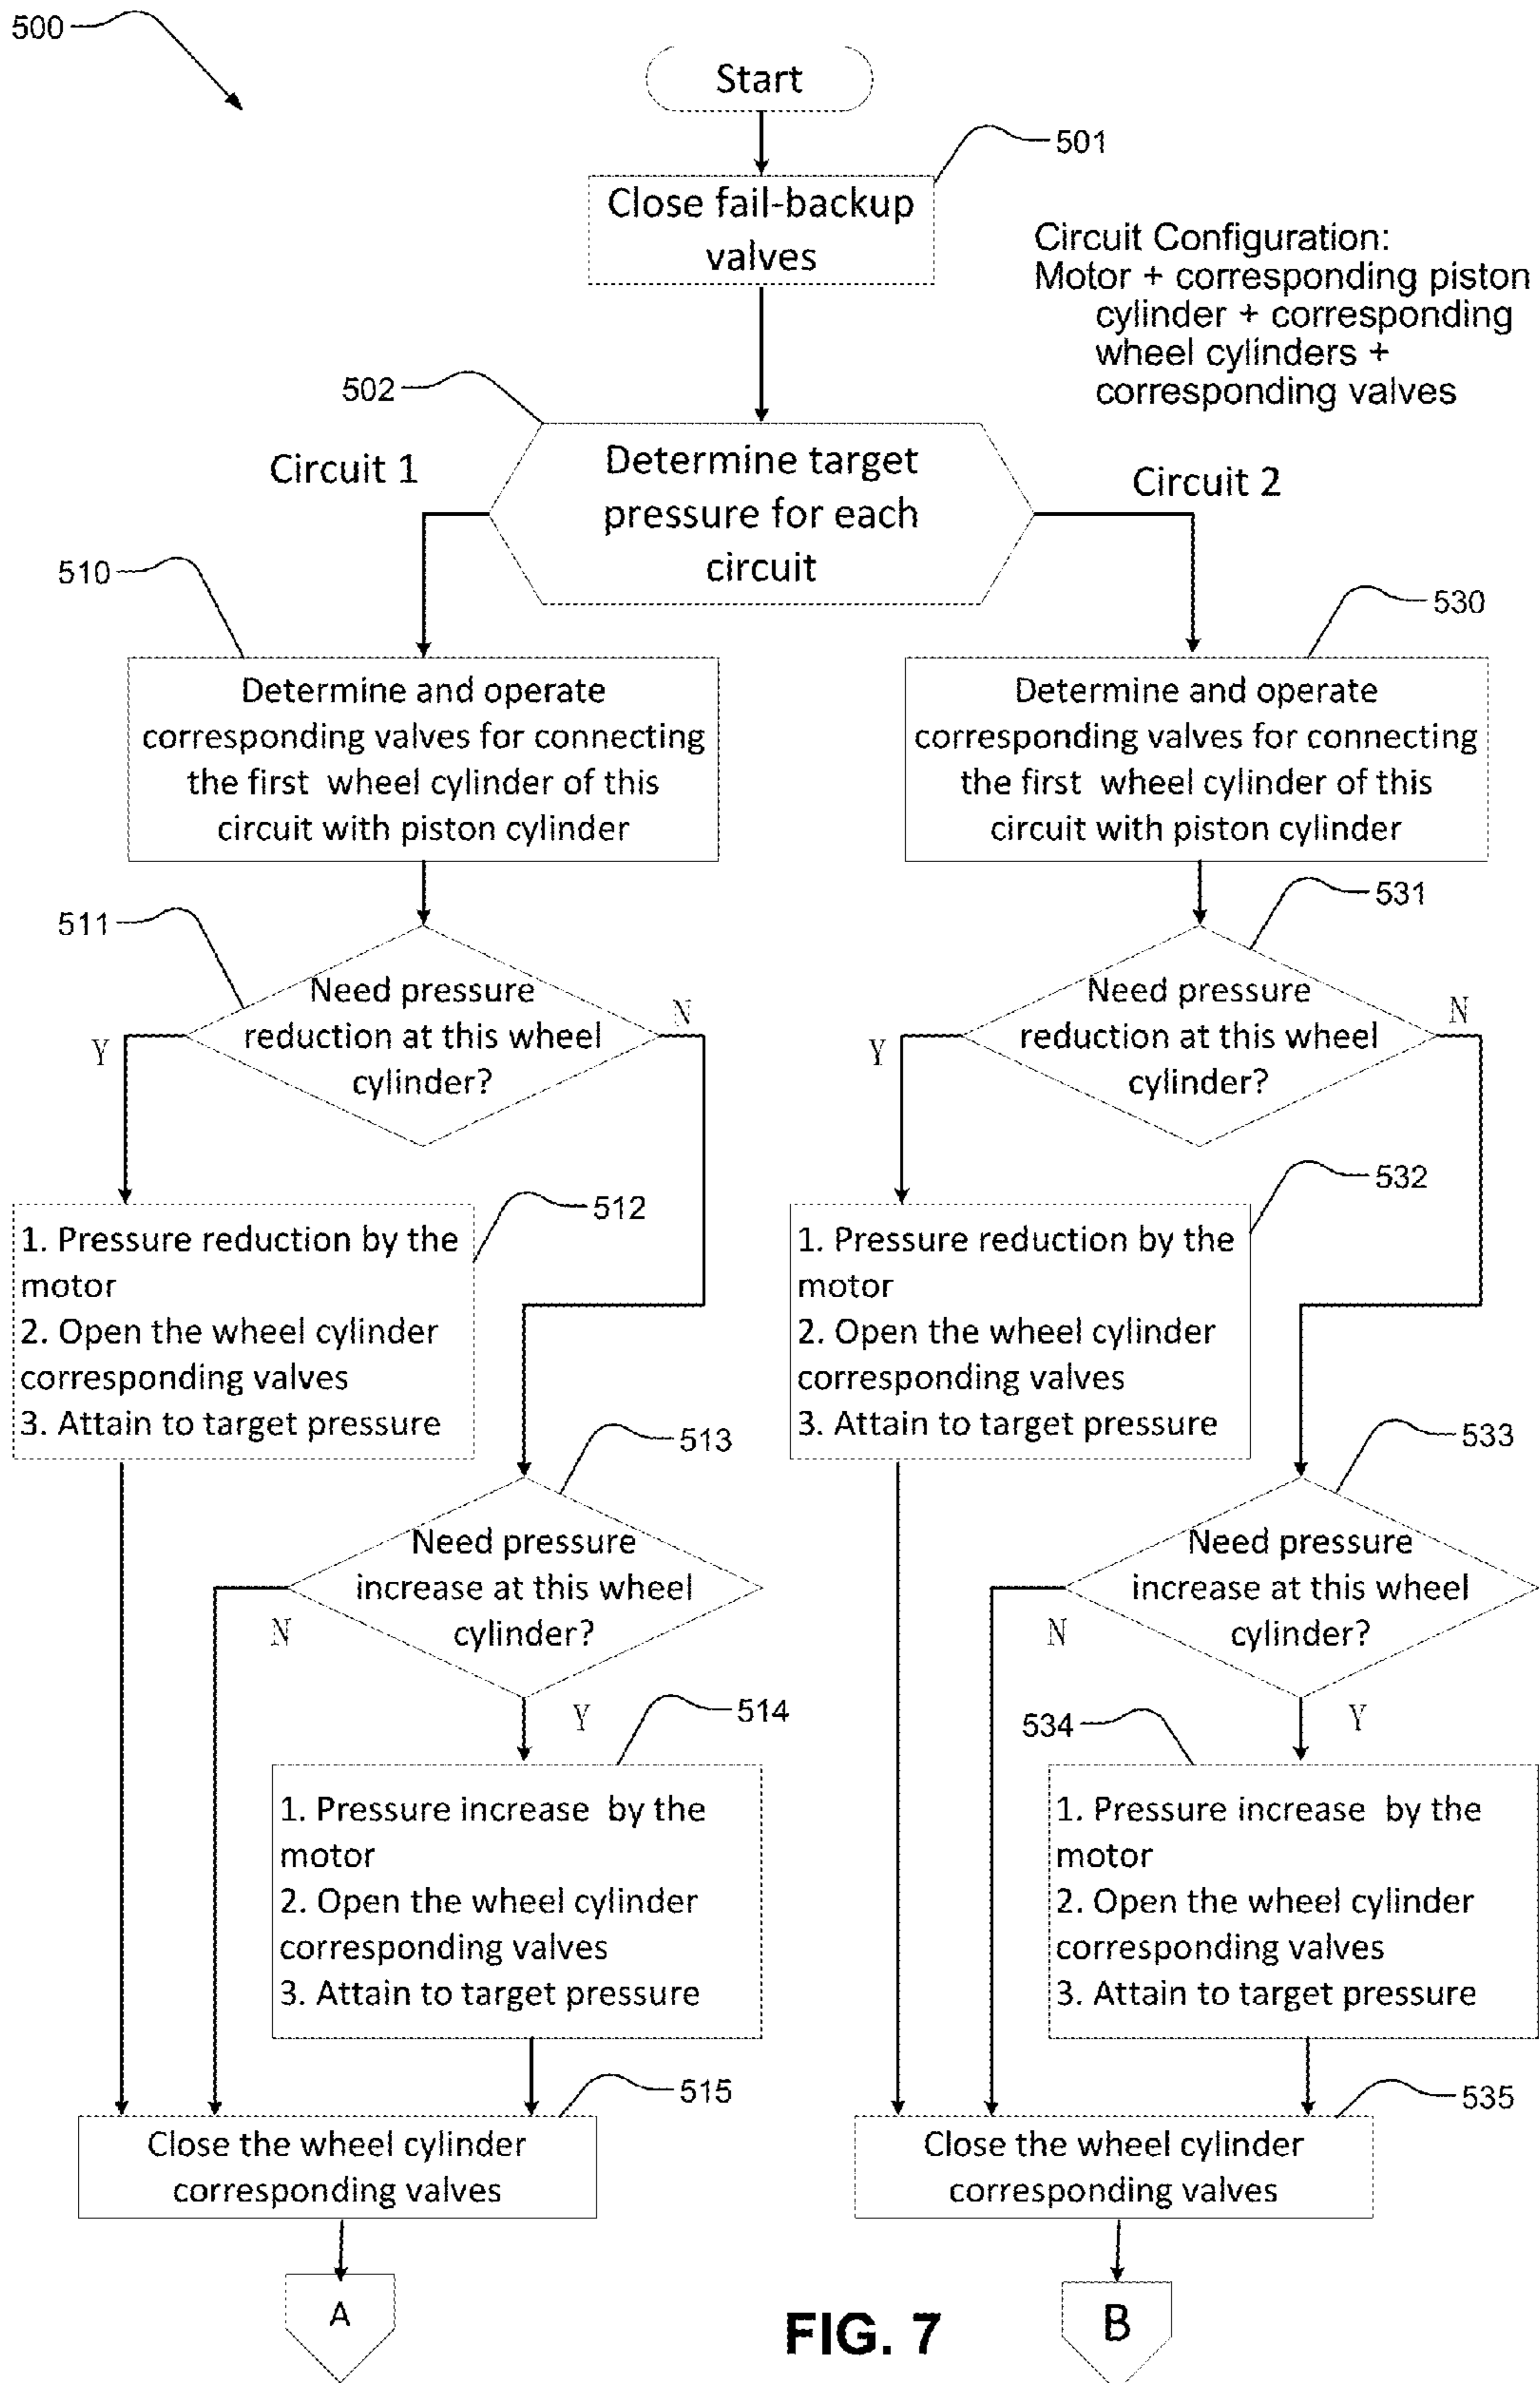 500
Start
501
Close fail-backup
valves
Circuit Configuration:
Motor + corresponding piston
cylinder + corresponding
wheel cylinders +
corresponding valves
502
Circuit 1
Determine target
pressure for each
circuit
Circuit 2
510
Determine and operate
corresponding valves for connecting
the first wheel cylinder of this
circuit with piston cylinder
530
Determine and operate
corresponding valves for connecting
the first wheel cylinder of this
circuit with piston cylinder
511
Need pressure
reduction at this wheel
cylinder?
Y
N
531
Need pressure
reduction at this wheel
cylinder?
Y
N
512
1. Pressure reduction by the
motor
2. Open the wheel cylinder
corresponding valves
3. Attain to target pressure
532
1. Pressure reduction by the
motor
2. Open the wheel cylinder
corresponding valves
3. Attain to target pressure
513
Need pressure
increase at this wheel
cylinder?
N
Y
533
Need pressure
increase at this wheel
cylinder?
N
Y
514
1. Pressure increase by the
motor
2. Open the wheel cylinder
corresponding valves
3. Attain to target pressure
534
1. Pressure increase by the
motor
2. Open the wheel cylinder
corresponding valves
3. Attain to target pressure
515
Close the wheel cylinder
corresponding valves
535
Close the wheel cylinder
corresponding valves
A
B
FIG. 7